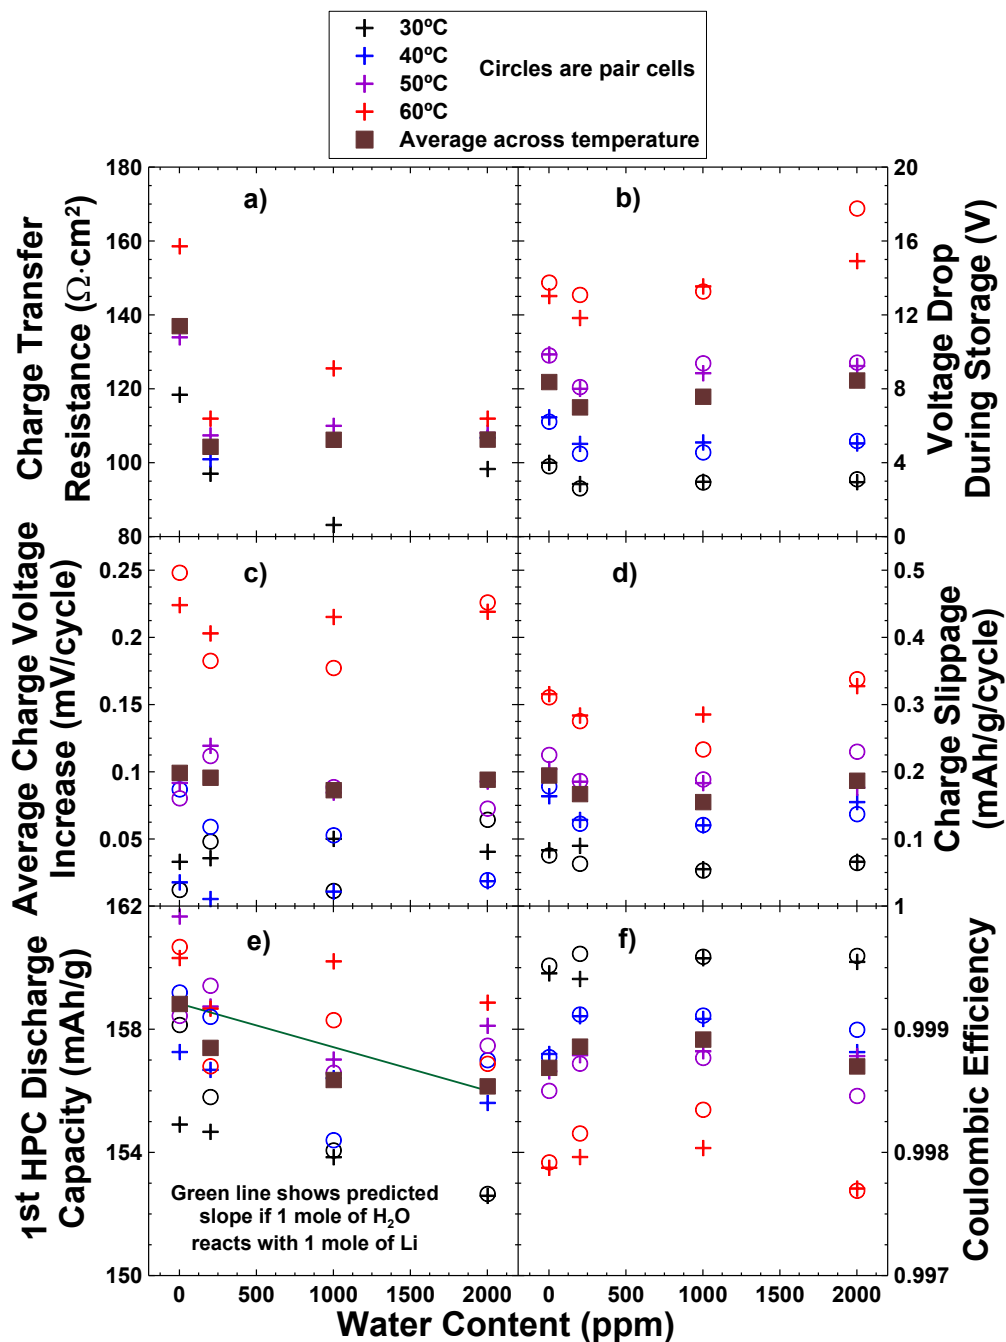 30ºC
40ºC
50ºC
60ºC
Circles are pair cells
Average across temperature
a)
b)
Charge Transfer
Resistance (Ω·cm²)
180
160
140
120
100
80
Voltage Drop
During Storage (V)
20
16
12
8
4
0
c)
d)
Average Charge Voltage
Increase (mV/cycle)
0.25
0.2
0.15
0.1
0.05
Charge Slippage
(mAh/g/cycle)
0.5
0.4
0.3
0.2
0.1
e)
f)
1st HPC Discharge
Capacity (mAh/g)
162
158
154
150
Green line shows predicted
slope if 1 mole of H₂O
reacts with 1 mole of Li
Coulombic Efficiency
1
0.999
0.998
0.997
0 1000 2000 0 1000 2000
Water Content (ppm)